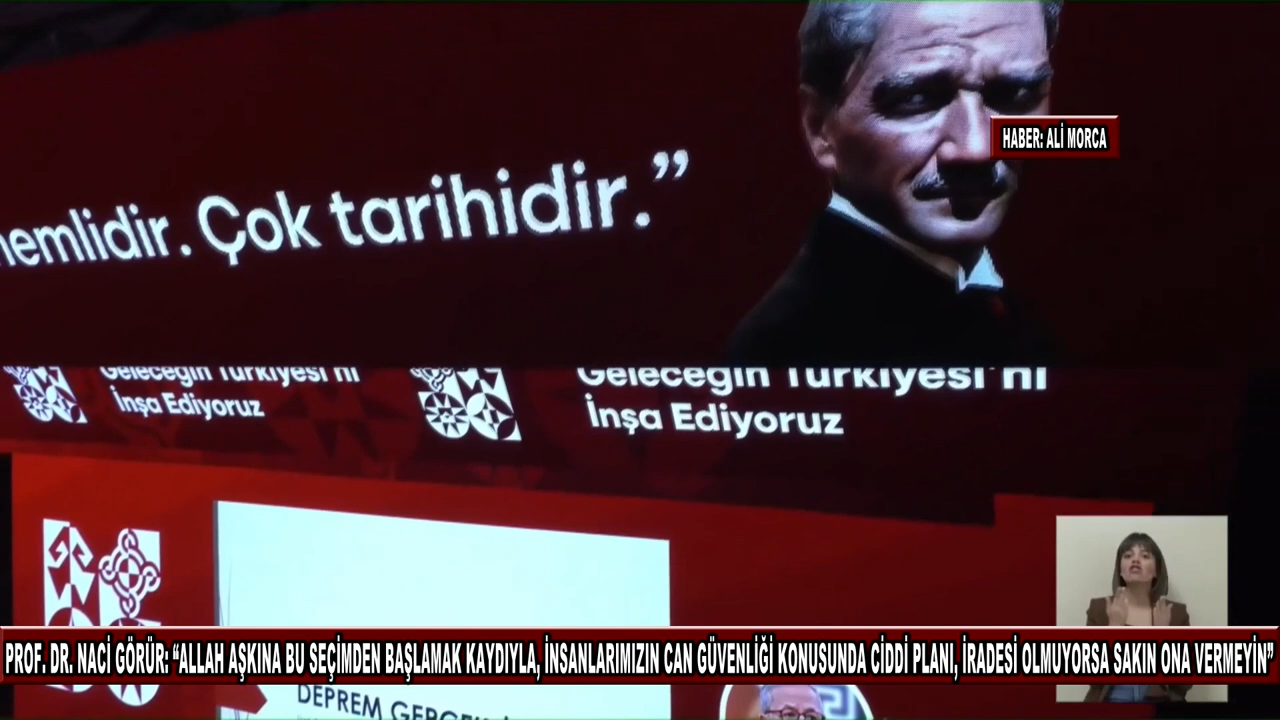 HABER: ALİ MORCA
Çok tarihidir.”
Geleceğin Türkiyesi'ni
İnşa Ediyoruz
Geleceğin Türkiyesi'ni
İnşa Ediyoruz
PROF. DR. NACİ GÖRÜR: “ALLAH AŞKINA BU SEÇİMDEN BAŞLAMAK KAYDIYLA, İNSANLARIMIZIN CAN GÜVENLİĞİ KONUSUNDA CİDDİ PLANI, İRADESİ OLMUYORSA SAKIN ONA VERMEYİN”
DEPREM